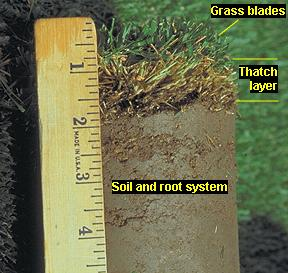 Grass blades
Thatch
layer
1
2
MADE IN U.S.A.
3
Soil and root system
4